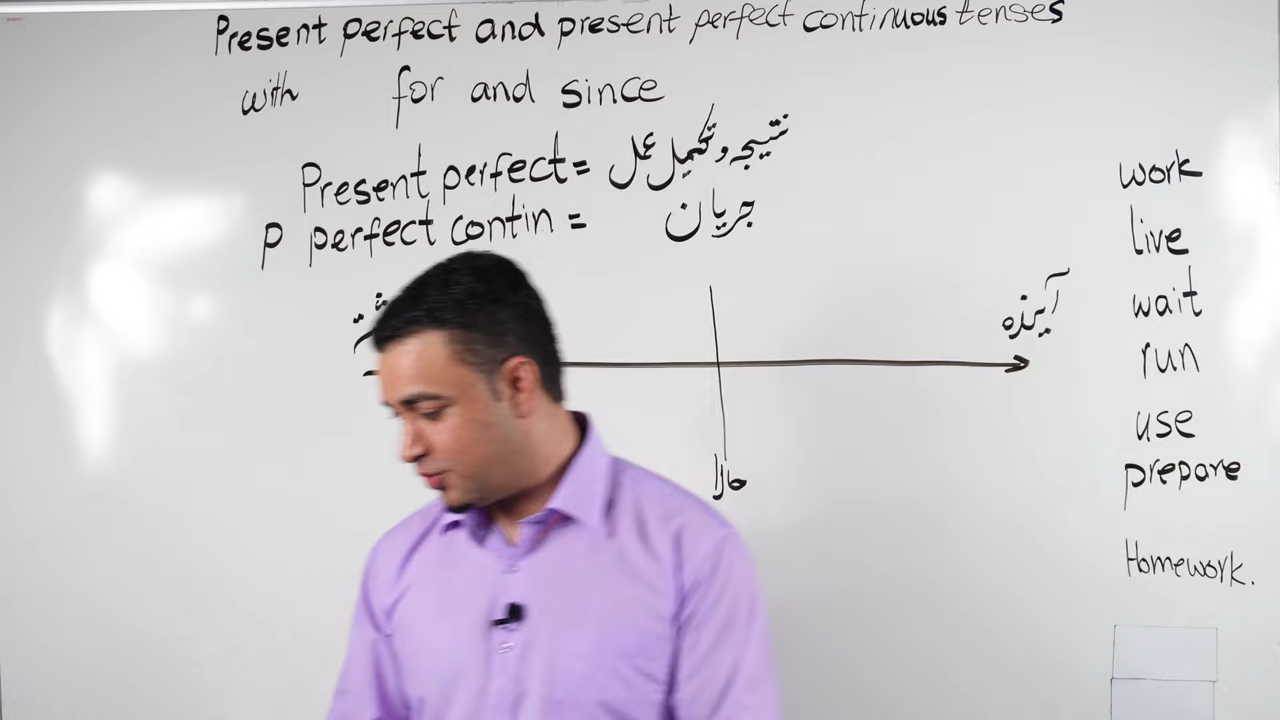 Present perfect and present perfect continuous tenses
with for and since
Present perfect = نتیجه و تکمیل عمل
P perfect contin = جریان
آینده
حالا
work
live
wait
run
use
prepare
Homework.